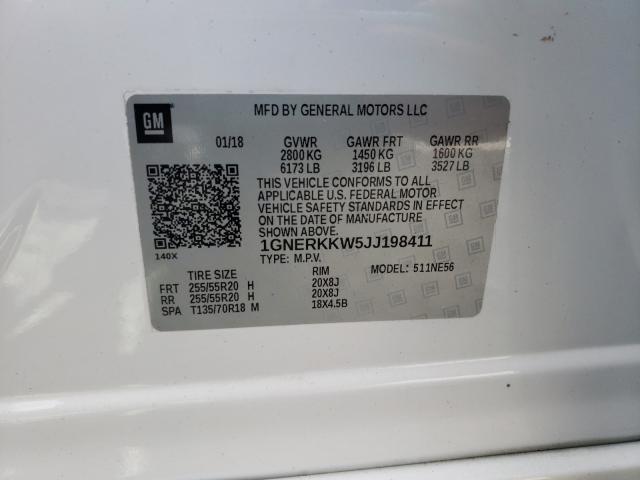 GM
MFD BY GENERAL MOTORS LLC
01/18 GVWR GAWR FRT GAWR RR
2800 KG 1450 KG 1600 KG
6173 LB 3196 LB 3527 LB
THIS VEHICLE CONFORMS TO ALL
APPLICABLE U.S. FEDERAL MOTOR
VEHICLE SAFETY STANDARDS IN EFFECT
ON THE DATE OF MANUFACTURE
SHOWN ABOVE.
1GNERKKW5JJ198411
140X
TYPE: M.P.V. MODEL: 511NE56
TIRE SIZE RIM
FRT 255/55R20 H 20X8J
RR 255/55R20 H 20X8J
SPA T135/70R18 M 18X4.5B